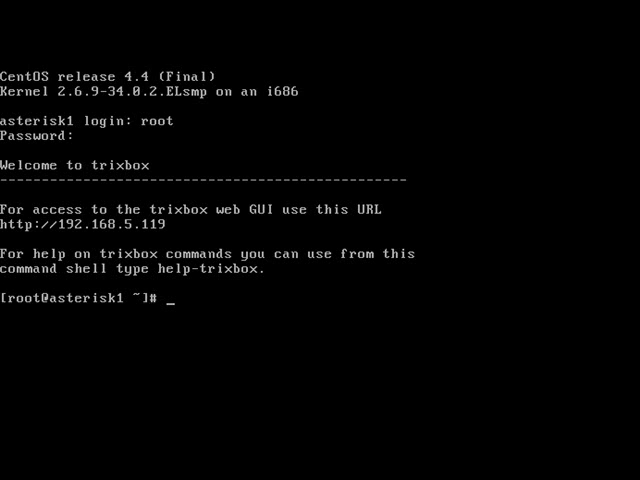 CentOS release 4.4 (Final)
Kernel 2.6.9-34.0.2.ELsmp on an i686
asterisk1 login: root
Password:
Welcome to trixbox
-------------------------------------------------
For access to the trixbox web GUI use this URL
http://192.168.5.119
For help on trixbox commands you can use from this
command shell type help-trixbox.
[root@asterisk1 ~]# _